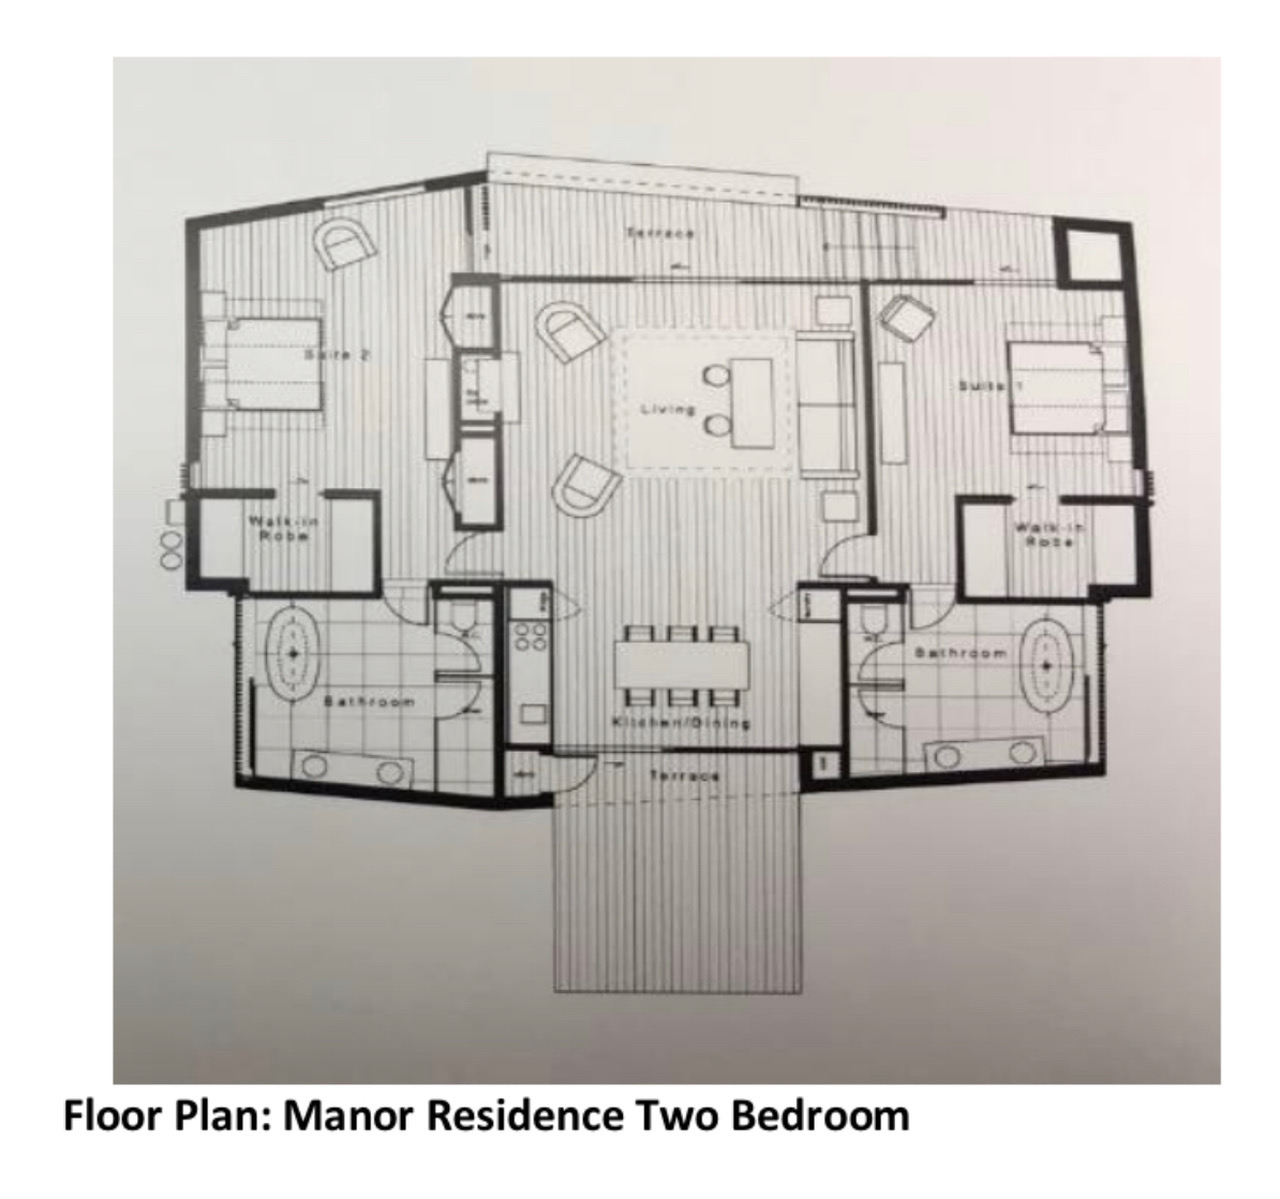 Terrace
Suite 2
Living
Suite 1
Walk-in
Robe
Walk-in
Robe
Bathroom
Bathroom
Kitchen/Dining
Terrace
Floor Plan: Manor Residence Two Bedroom